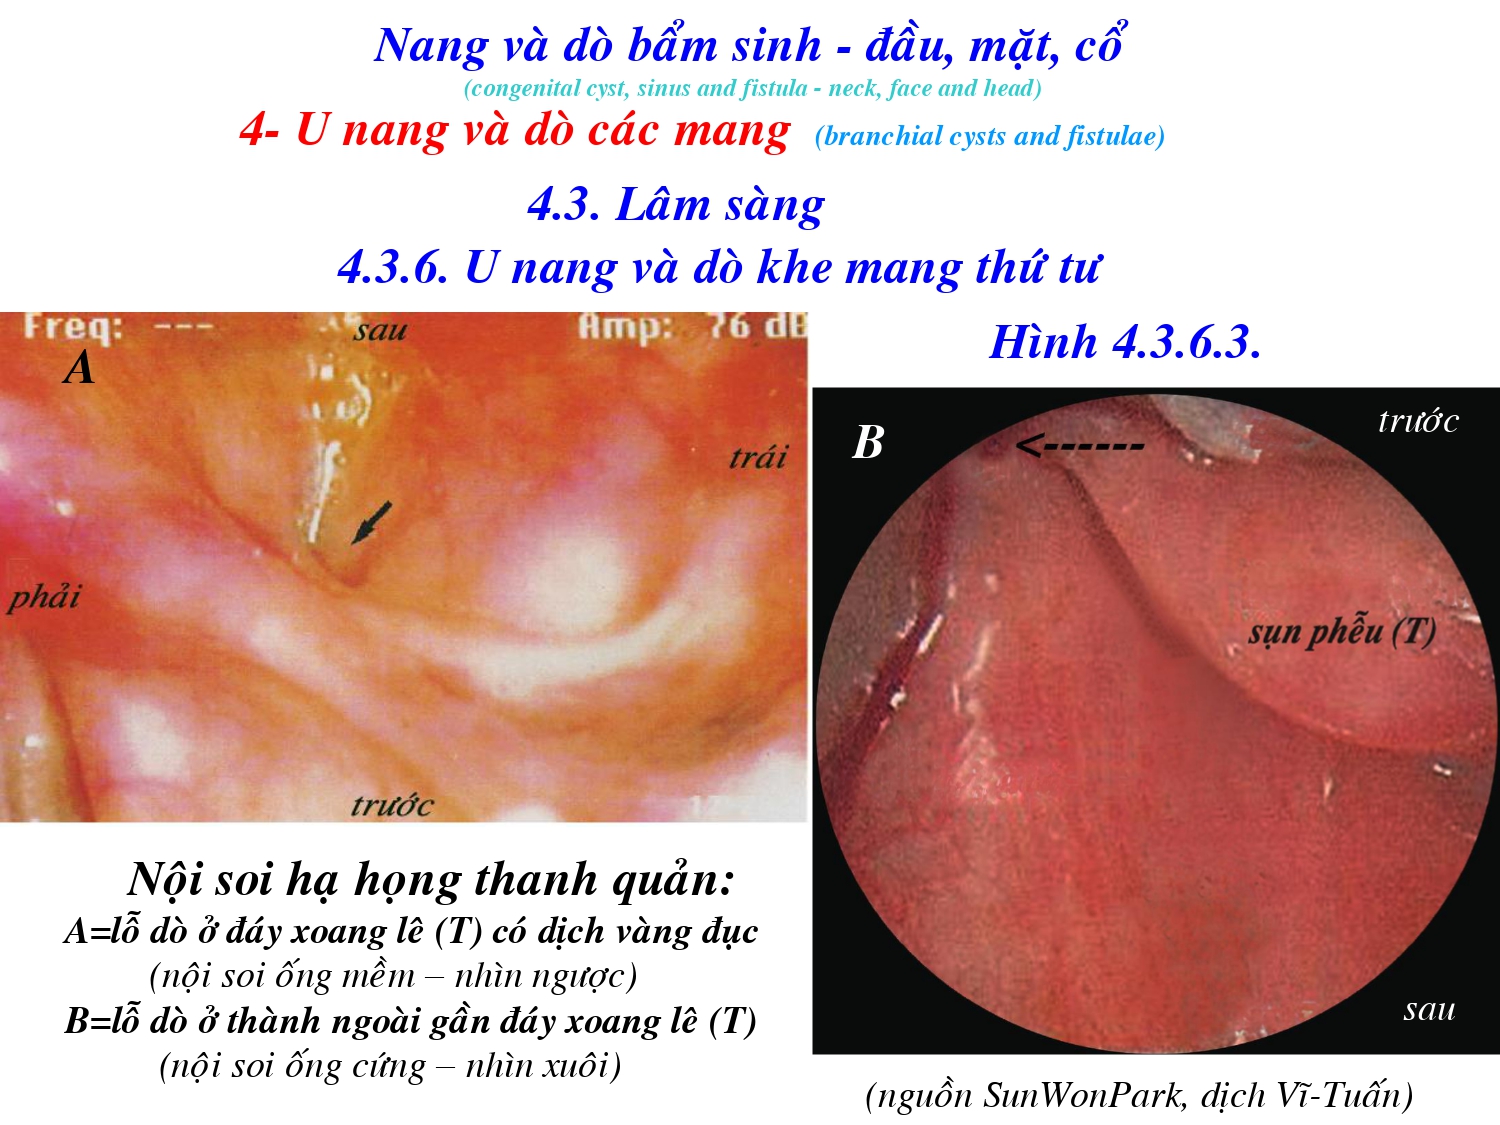 Nang và dò bẩm sinh - đầu, mặt, cổ
(congenital cyst, sinus and fistula - neck, face and head)
4- U nang và dò các mang (branchial cysts and fistulae)
4.3. Lâm sàng
4.3.6. U nang và dò khe mang thứ tư
Hình 4.3.6.3.
Freq: ---
sau
Amp: 76 dB
A
trái
phải
trước
B
<------
trước
sụn phễu (T)
sau
Nội soi hạ họng thanh quản:
A=lỗ dò ở đáy xoang lê (T) có dịch vàng đục
(nội soi ống mềm – nhìn ngược)
B=lỗ dò ở thành ngoài gần đáy xoang lê (T)
(nội soi ống cứng – nhìn xuôi)
(nguồn SunWonPark, dịch Vĩ-Tuấn)